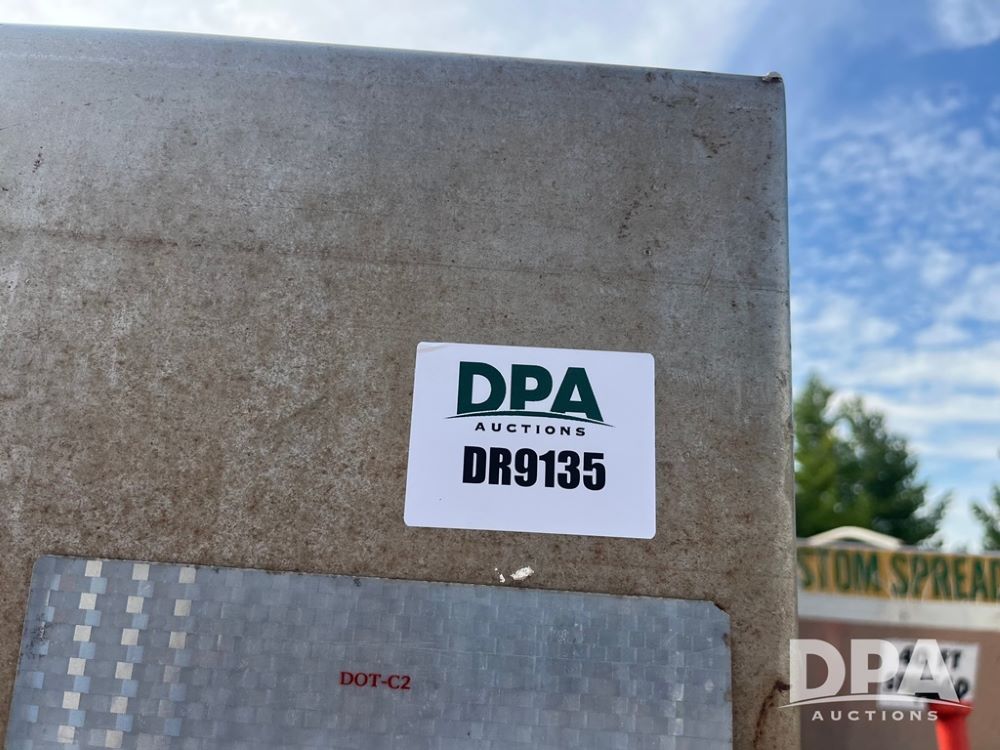 DPA
AUCTIONS
DR9135
DOT-C2
STOM SPREAD
DPA
AUCTIONS